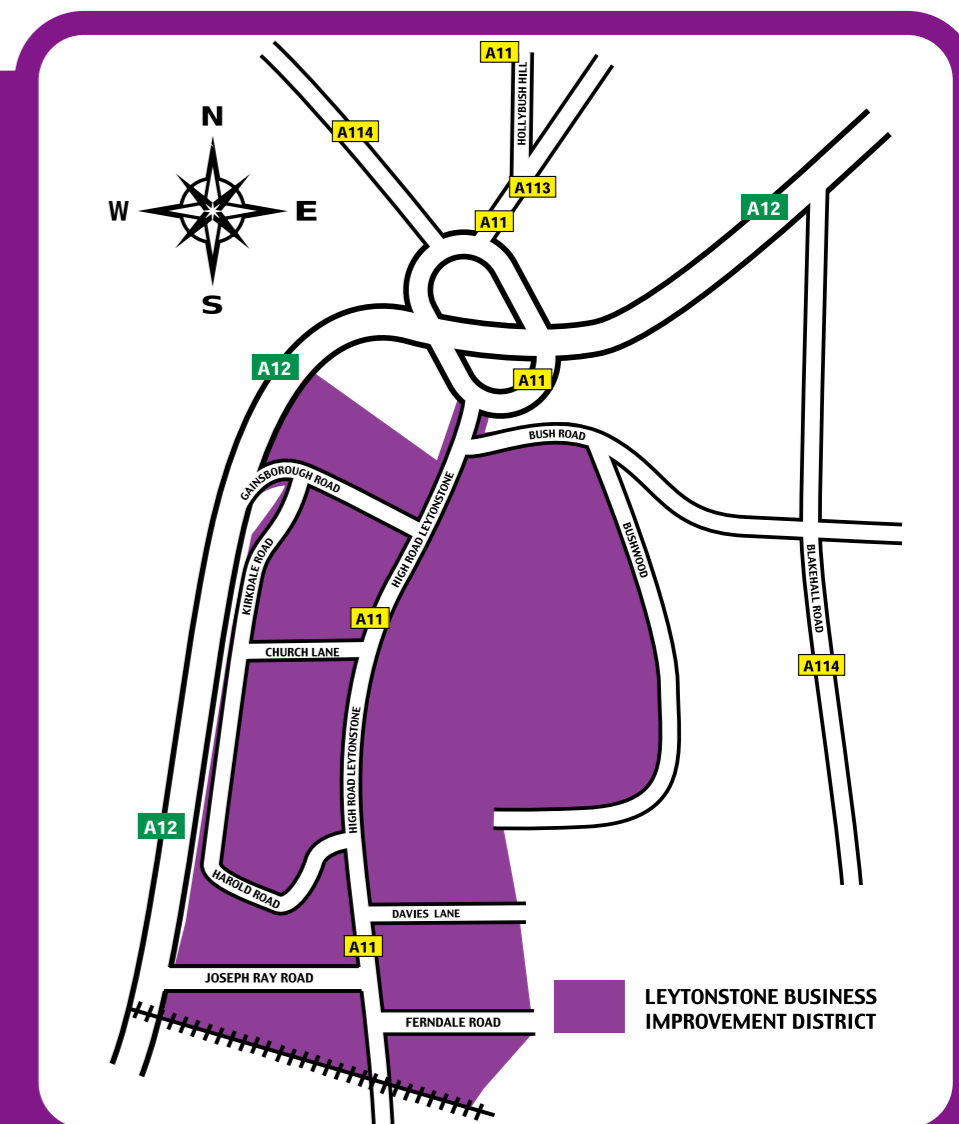 A11
HOLLYBUSH HILL
A114
N
A113
W
E
A12
A11
S
A12
A11
BUSH ROAD
GAINSBOROUGH ROAD
HIGH ROAD LEYTONSTONE
BUSHWOOD
KIRKDALE ROAD
BLAKEHALL ROAD
A11
CHURCH LANE
A114
HIGH ROAD LEYTONSTONE
A12
HAROLD ROAD
DAVIES LANE
A11
JOSEPH RAY ROAD
LEYTONSTONE BUSINESS
IMPROVEMENT DISTRICT
FERNDALE ROAD